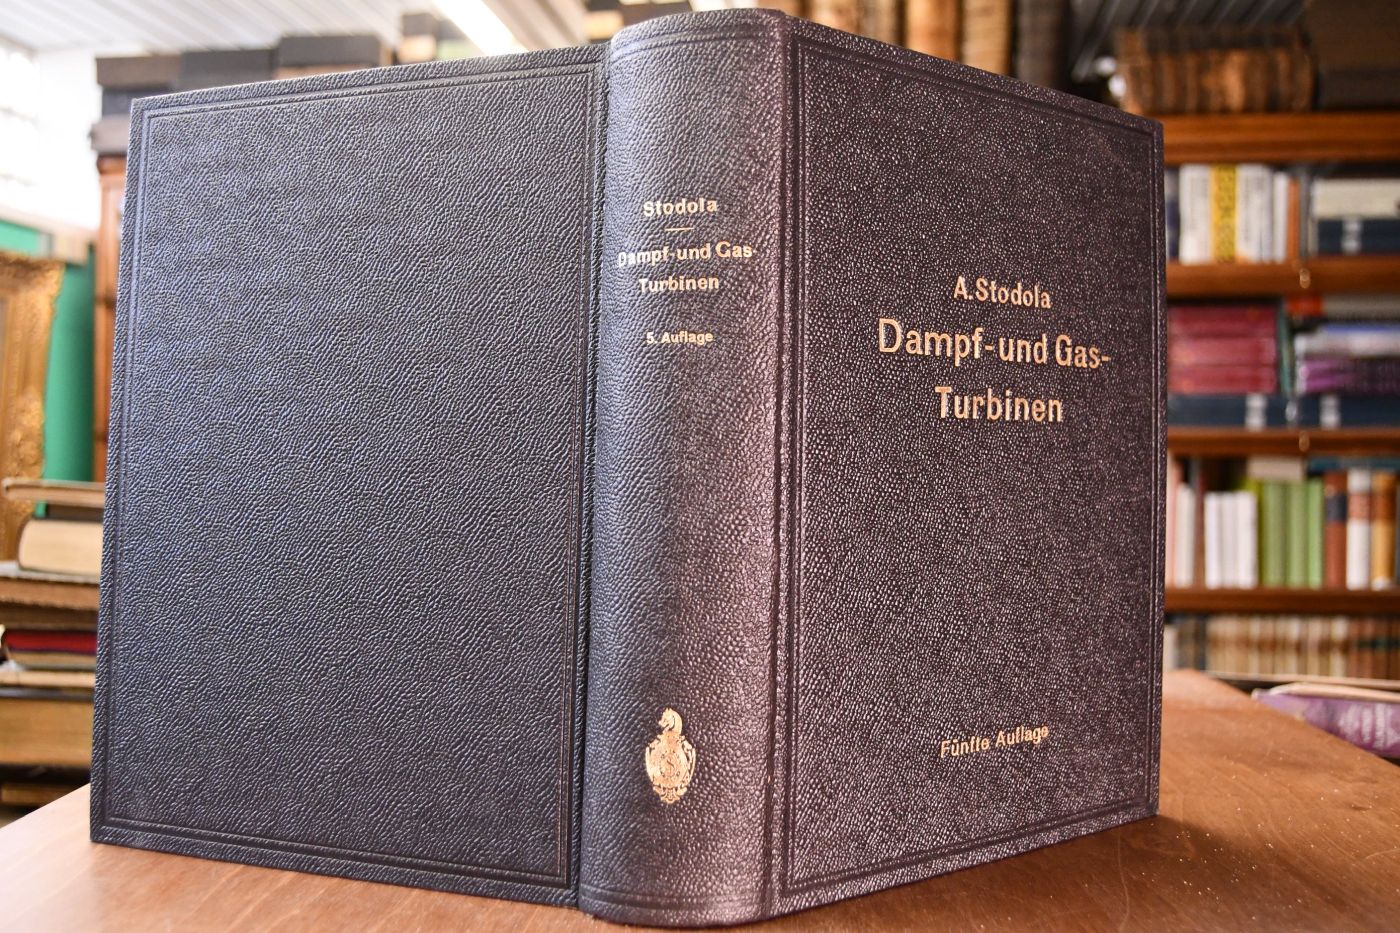 Stodola
Dampf-und Gas-
Turbinen
5. Auflage
S
A. Stodola
Dampf-und Gas-
Turbinen
Fünfte Auflage